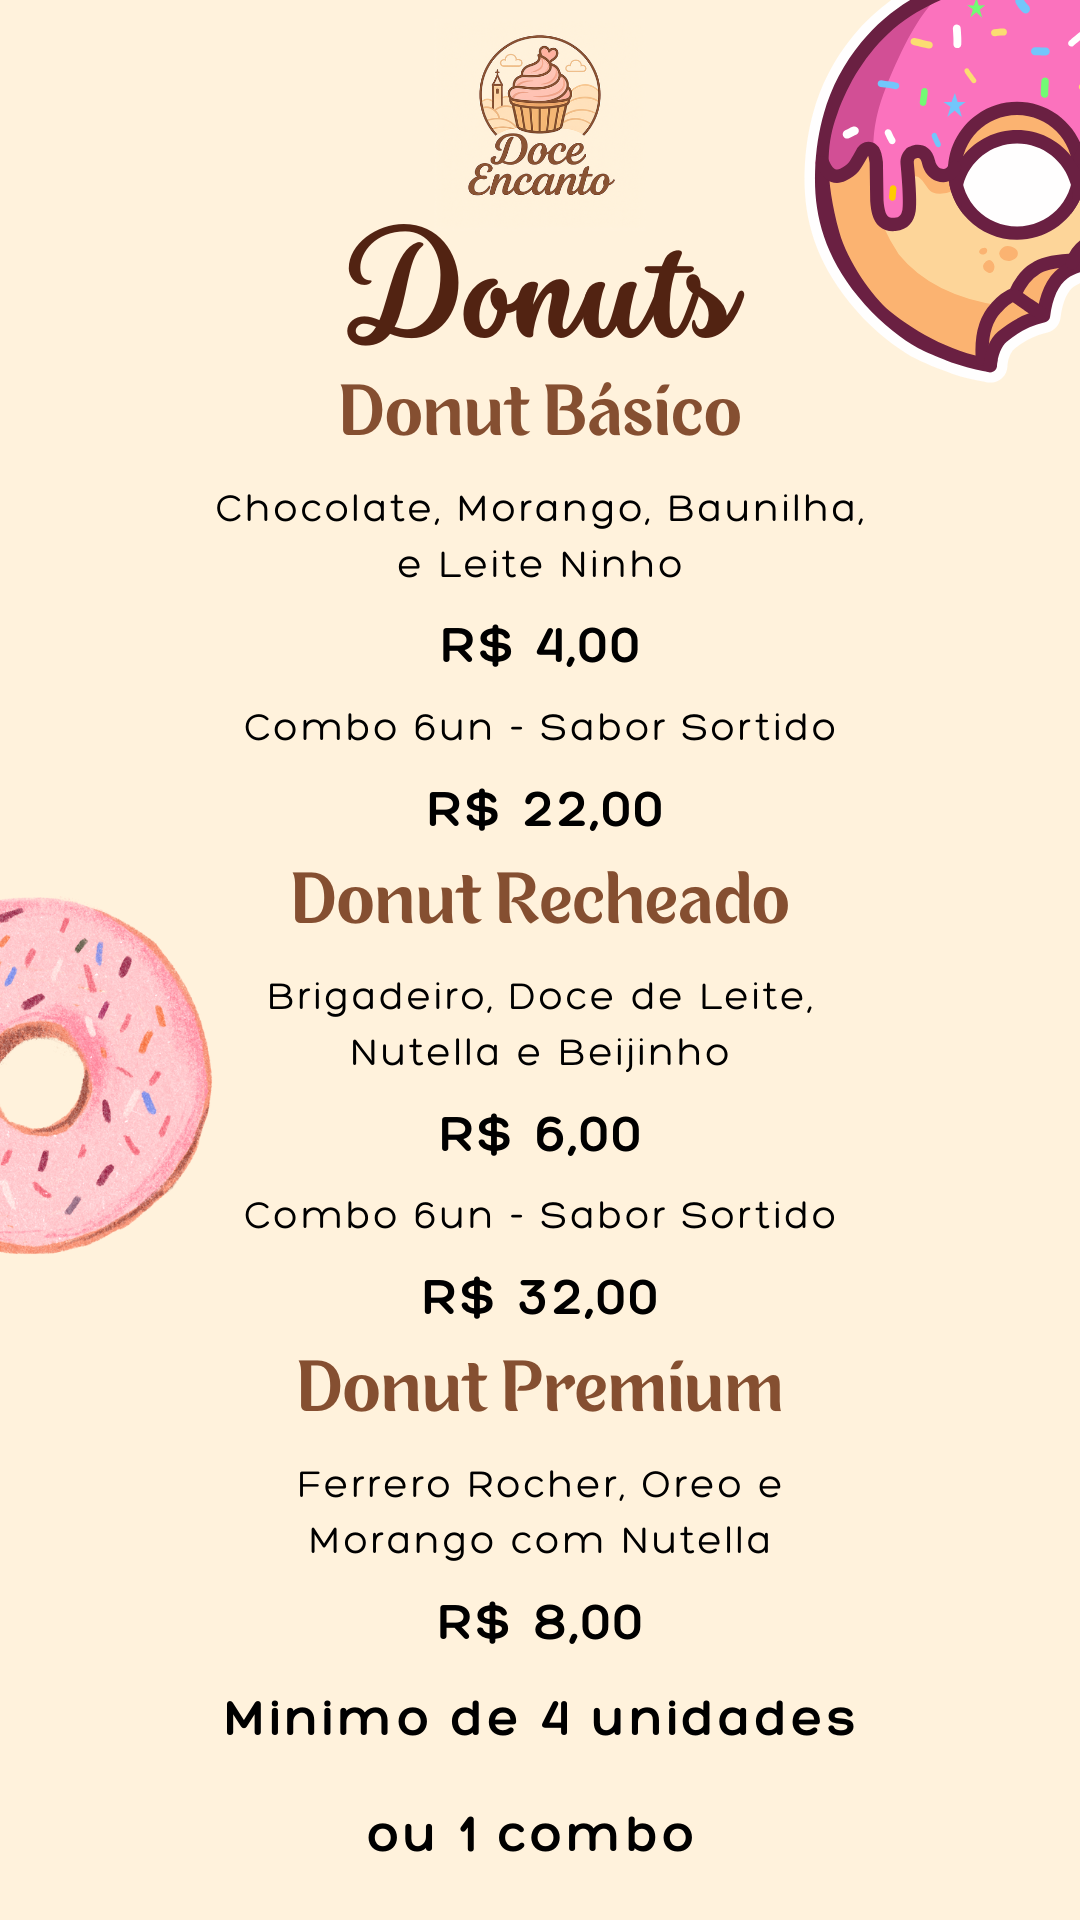 Doce
Encanto
Donuts
Donut Básico
Chocolate, Morango, Baunilha,
e Leite Ninho
R$ 4,00
Combo 6un - Sabor Sortido
R$ 22,00
Donut Recheado
Brigadeiro, Doce de Leite,
Nutella e Beijinho
R$ 6,00
Combo 6un - Sabor Sortido
R$ 32,00
Donut Premium
Ferrero Rocher, Oreo e
Morango com Nutella
R$ 8,00
Minimo de 4 unidades
ou 1 combo